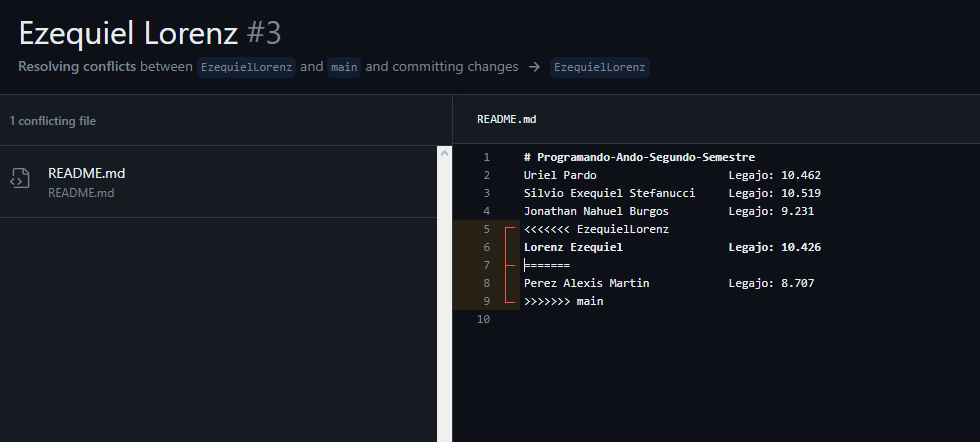 Ezequiel Lorenz #3
Resolving conflicts between EzequielLorenz and main and committing changes → EzequielLorenz
1 conflicting file
README.md
README.md
README.md
1 # Programando-Ando-Segundo-Semestre
2 Uriel Pardo Legajo: 10.462
3 Silvio Exequiel Stefanucci Legajo: 10.519
4 Jonathan Nahuel Burgos Legajo: 9.231
5 <<<<<<< EzequielLorenz
6 Lorenz Ezequiel Legajo: 10.426
7 =======
8 Perez Alexis Martin Legajo: 8.707
9 >>>>>>> main
10